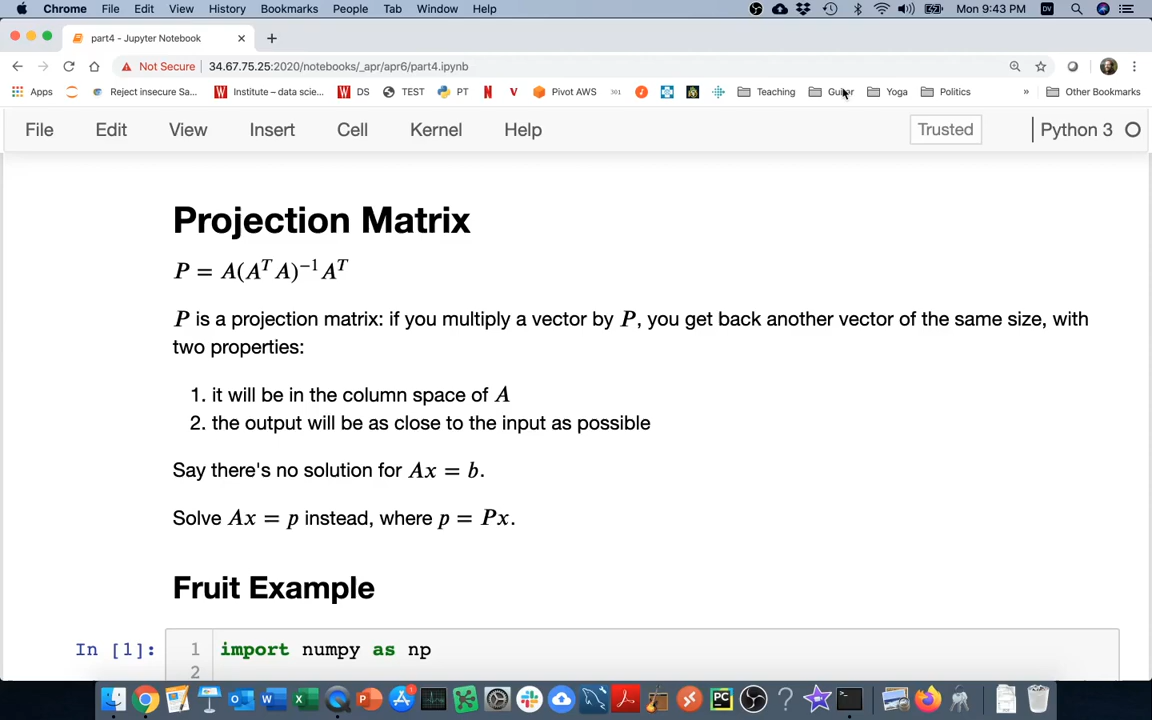 Chrome File Edit View History Bookmarks People Tab Window Help Mon 9:43 PM DV
part4 - Jupyter Notebook
Not Secure 34.67.75.25:2020/notebooks/_apr/apr6/part4.ipynb
Apps Reject insecure Sa... Institute – data scie... DS TEST PT Pivot AWS 301 Teaching Yoga Politics » Other Bookmarks
File Edit View Insert Cell Kernel Help Trusted Python 3
Projection Matrix
P = A(AᵀA)⁻¹Aᵀ
P is a projection matrix: if you multiply a vector by P, you get back another vector of the same size, with
two properties:
1. it will be in the column space of A
2. the output will be as close to the input as possible
Say there's no solution for Ax = b.
Solve Ax = p instead, where p = Px.
Fruit Example
In [1]: 1 import numpy as np
2